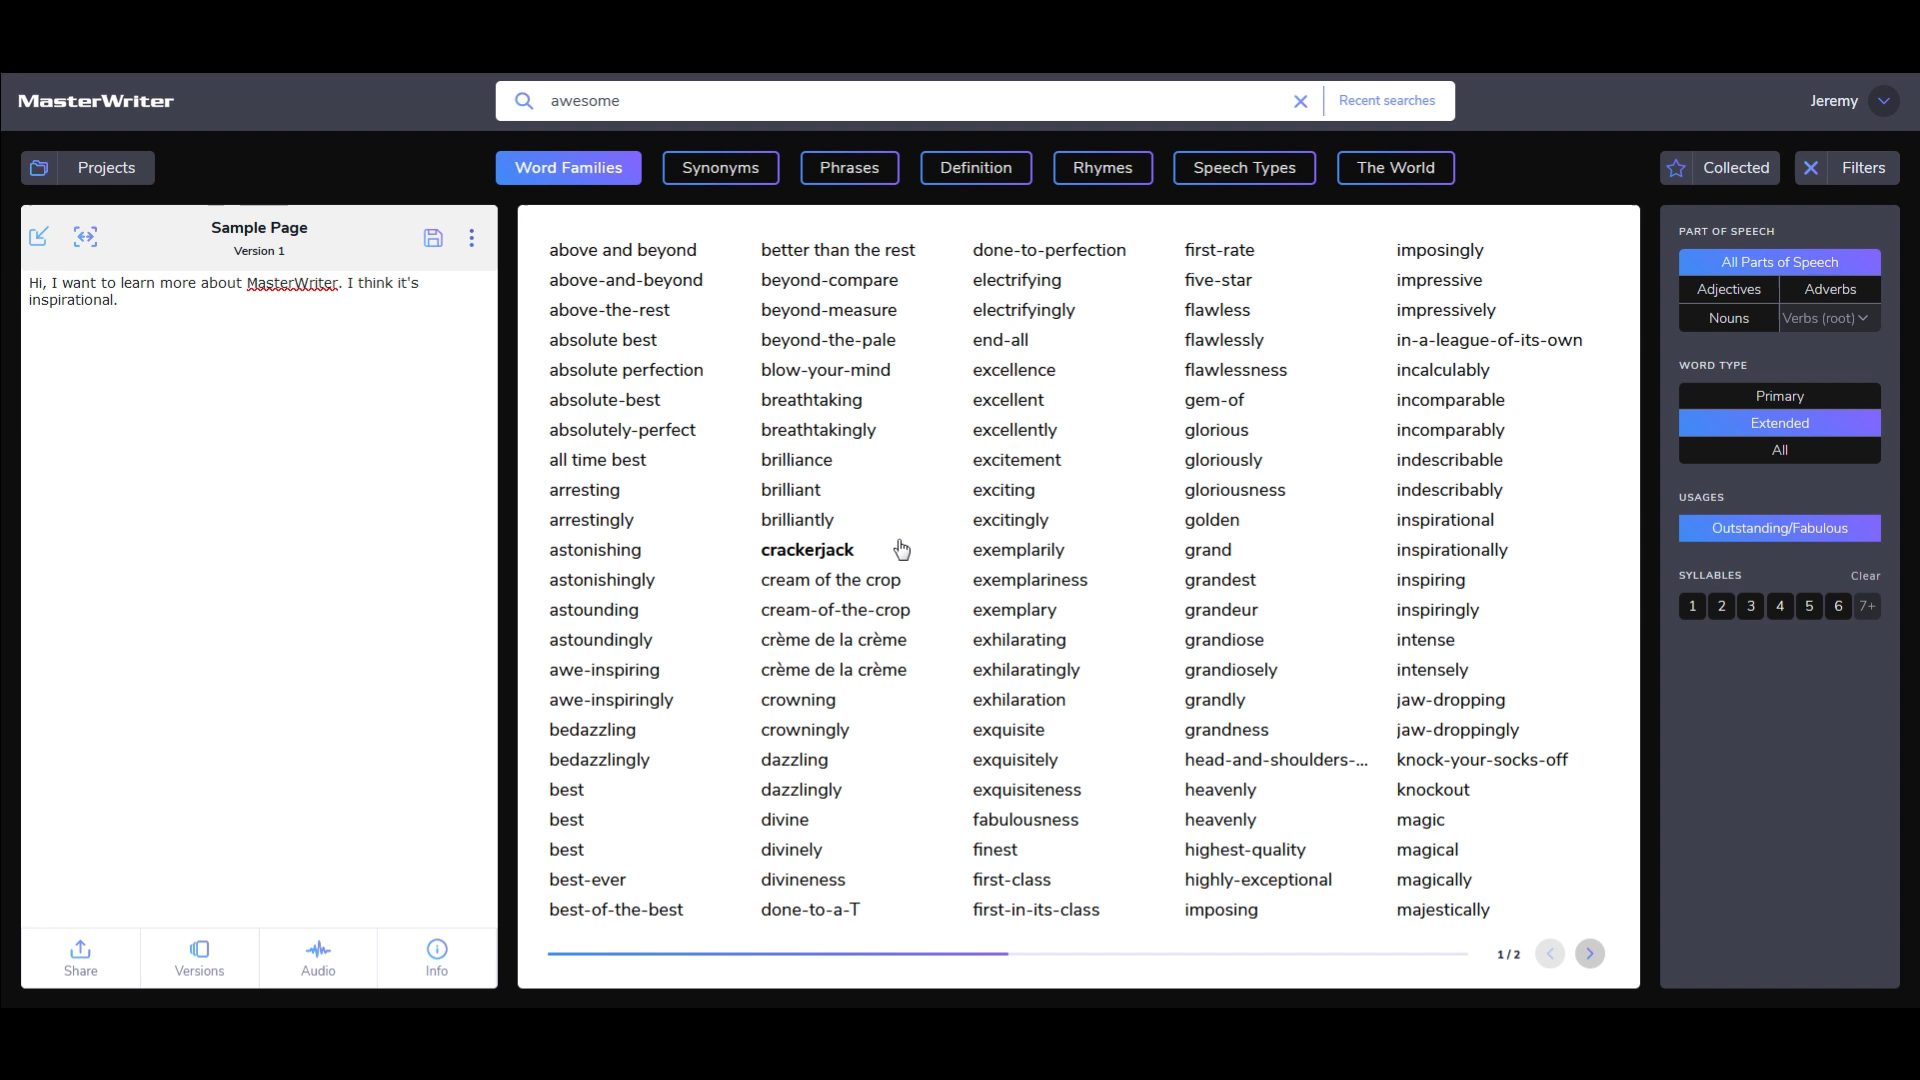 MasterWriter
awesome
Recent searches
Jeremy
Projects
Word Families
Synonyms
Phrases
Definition
Rhymes
Speech Types
The World
Collected
Filters
Sample Page
Version 1
Hi, I want to learn more about MasterWriter. I think it's
inspirational.
Share
Versions
Audio
Info
above and beyond
above-and-beyond
above-the-rest
absolute best
absolute perfection
absolute-best
absolutely-perfect
all time best
arresting
arrestingly
astonishing
astonishingly
astounding
astoundingly
awe-inspiring
awe-inspiringly
bedazzling
bedazzlingly
best
best
best
best-ever
best-of-the-best
better than the rest
beyond-compare
beyond-measure
beyond-the-pale
blow-your-mind
breathtaking
breathtakingly
brilliance
brilliant
brilliantly
crackerjack
cream of the crop
cream-of-the-crop
crème de la crème
crème de la crème
crowning
crowningly
dazzling
dazzlingly
divine
divinely
divineness
done-to-a-T
done-to-perfection
electrifying
electrifyingly
end-all
excellence
excellent
excellently
excitement
exciting
excitingly
exemplarily
exemplariness
exemplary
exhilarating
exhilaratingly
exhilaration
exquisite
exquisitely
exquisiteness
fabulousness
finest
first-class
first-in-its-class
first-rate
five-star
flawless
flawlessly
flawlessness
gem-of
glorious
gloriously
gloriousness
golden
grand
grandest
grandeur
grandiose
grandiosely
grandly
grandness
head-and-shoulders-...
heavenly
heavenly
highest-quality
highly-exceptional
imposing
imposingly
impressive
impressively
in-a-league-of-its-own
incalculably
incomparable
incomparably
indescribable
indescribably
inspirational
inspirationally
inspiring
inspiringly
intense
intensely
jaw-dropping
jaw-droppingly
knock-your-socks-off
knockout
magic
magical
magically
majestically
1/2
PART OF SPEECH
All Parts of Speech
Adjectives
Adverbs
Nouns
Verbs (root)
WORD TYPE
Primary
Extended
All
USAGES
Outstanding/Fabulous
SYLLABLES
Clear
1 2 3 4 5 6 7+